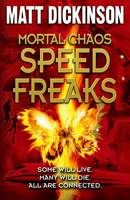 MATT DICKINSON
MORTAL CHAOS
SPEED
FREAKS
SOME WILL LIVE.
MANY WILL DIE.
ALL ARE CONNECTED.